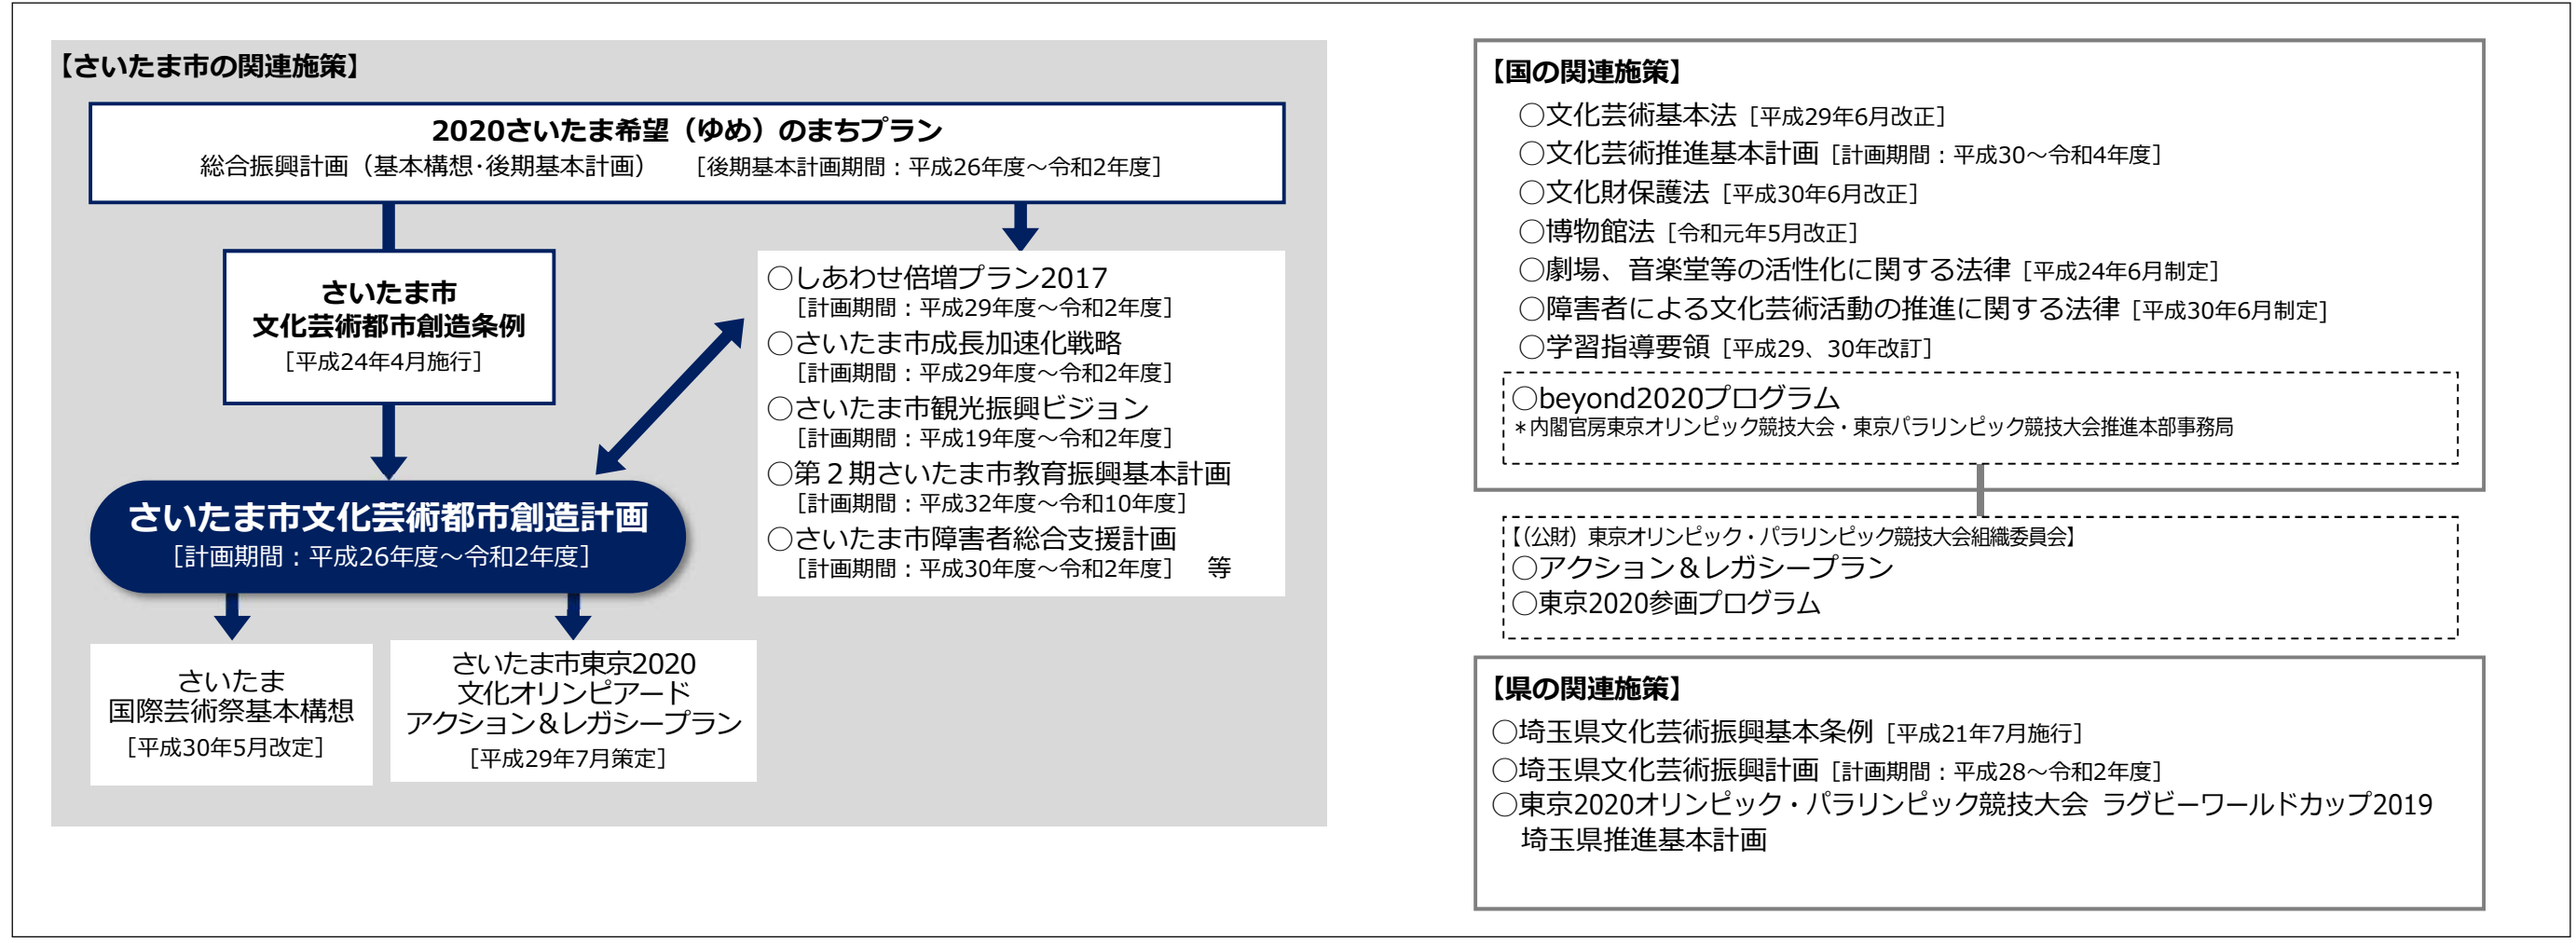 【さいたま市の関連施策】
2020さいたま希望（ゆめ）のまちプラン
総合振興計画（基本構想･後期基本計画）　［後期基本計画期間：平成26年度～令和2年度］
さいたま市
文化芸術都市創造条例
［平成24年4月施行］
○しあわせ倍増プラン2017
［計画期間：平成29年度～令和2年度］
○さいたま市成長加速化戦略
［計画期間：平成29年度～令和2年度］
○さいたま市観光振興ビジョン
［計画期間：平成19年度～令和2年度］
○第２期さいたま市教育振興基本計画
［計画期間：平成32年度～令和10年度］
○さいたま市障害者総合支援計画
［計画期間：平成30年度～令和2年度］　等
さいたま市文化芸術都市創造計画
［計画期間：平成26年度～令和2年度］
さいたま
国際芸術祭基本構想
［平成30年5月改定］
さいたま市東京2020
文化オリンピアード
アクション＆レガシープラン
［平成29年7月策定］
【国の関連施策】
○文化芸術基本法［平成29年6月改正］
○文化芸術推進基本計画［計画期間：平成30～令和4年度］
○文化財保護法［平成30年6月改正］
○博物館法［令和元年5月改正］
○劇場、音楽堂等の活性化に関する法律［平成24年6月制定］
○障害者による文化芸術活動の推進に関する法律［平成30年6月制定］
○学習指導要領［平成29、30年改訂］
○beyond2020プログラム
＊内閣官房東京オリンピック競技大会・東京パラリンピック競技大会推進本部事務局
【（公財）東京オリンピック・パラリンピック競技大会組織委員会】
○アクション＆レガシープラン
○東京2020参画プログラム
【県の関連施策】
○埼玉県文化芸術振興基本条例［平成21年7月施行］
○埼玉県文化芸術振興計画［計画期間：平成28～令和2年度］
○東京2020オリンピック・パラリンピック競技大会 ラグビーワールドカップ2019
埼玉県推進基本計画